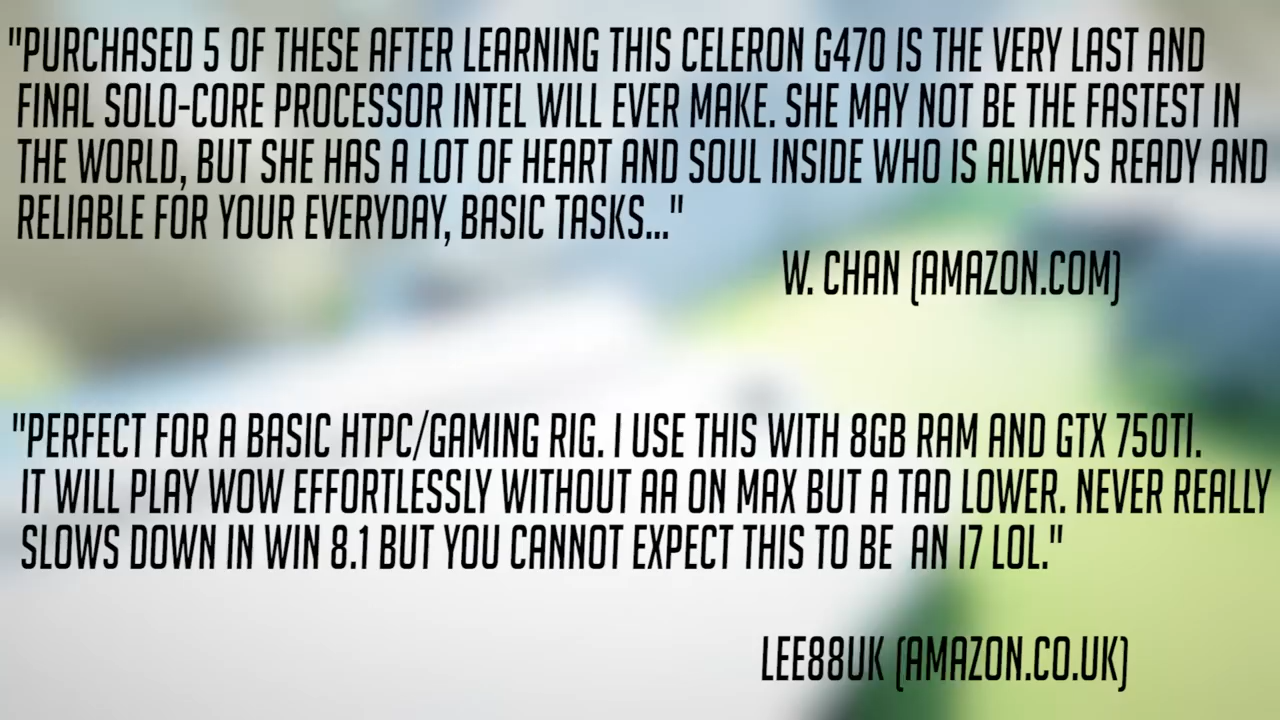 "PURCHASED 5 OF THESE AFTER LEARNING THIS CELERON G470 IS THE VERY LAST AND
FINAL SOLO-CORE PROCESSOR INTEL WILL EVER MAKE. SHE MAY NOT BE THE FASTEST IN
THE WORLD, BUT SHE HAS A LOT OF HEART AND SOUL INSIDE WHO IS ALWAYS READY AND
RELIABLE FOR YOUR EVERYDAY, BASIC TASKS..."
W. CHAN (AMAZON.COM)
"PERFECT FOR A BASIC HTPC/GAMING RIG. I USE THIS WITH 8GB RAM AND GTX 750TI.
IT WILL PLAY WOW EFFORTLESSLY WITHOUT AA ON MAX BUT A TAD LOWER. NEVER REALLY
SLOWS DOWN IN WIN 8.1 BUT YOU CANNOT EXPECT THIS TO BE  AN I7 LOL."
LEE88UK (AMAZON.CO.UK)